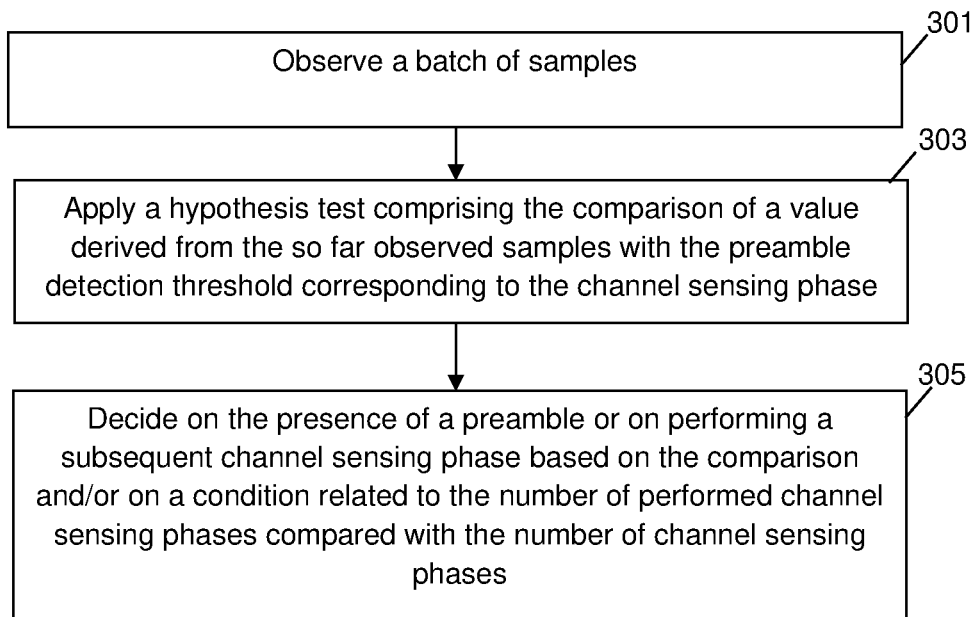 301
Observe a batch of samples
303
Apply a hypothesis test comprising the comparison of a value
derived from the so far observed samples with the preamble
detection threshold corresponding to the channel sensing phase
305
Decide on the presence of a preamble or on performing a
subsequent channel sensing phase based on the comparison
and/or on a condition related to the number of performed channel
sensing phases compared with the number of channel sensing
phases